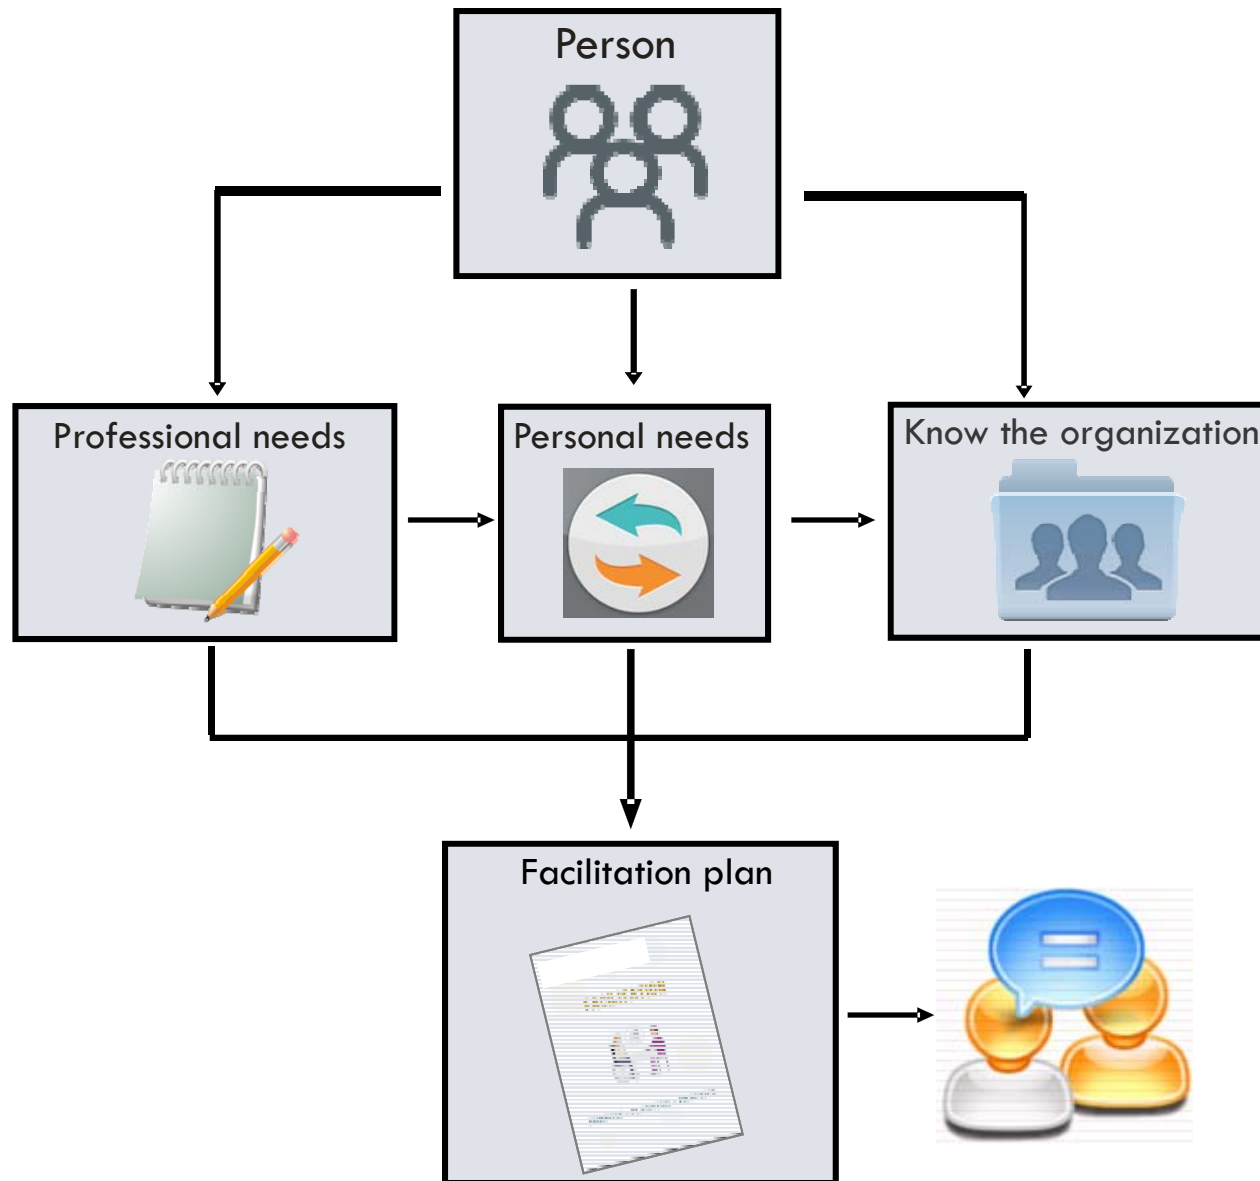 Person
Professional needs
Personal needs
Know the organization
Facilitation plan